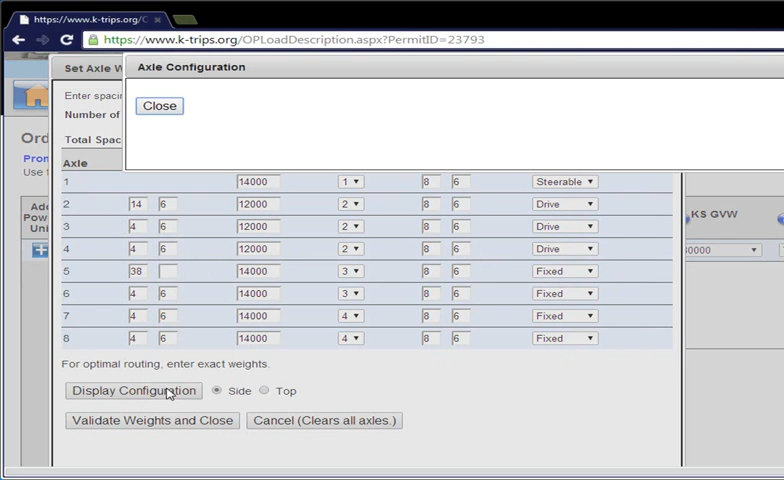 https://www.k-trips.org/O
https://www.k-trips.org/OPLoadDescription.aspx?PermitID=23793
Set Axle W
Axle Configuration
Enter spacin
Close
Number of
Total Spac
Ord
Pron
Use f
Axle
1 14000 1 8 6 Steerable
2 14 6 12000 2 8 6 Drive
3 4 6 12000 2 8 6 Drive
4 4 6 12000 2 8 6 Drive
5 38 14000 3 8 6 Fixed
6 4 6 14000 3 8 6 Fixed
7 4 6 14000 4 8 6 Fixed
8 4 6 14000 4 8 6 Fixed
Add
Pow
Uni
KS GVW
For optimal routing, enter exact weights.
Display Configuration Side Top
Validate Weights and Close Cancel (Clears all axles.)